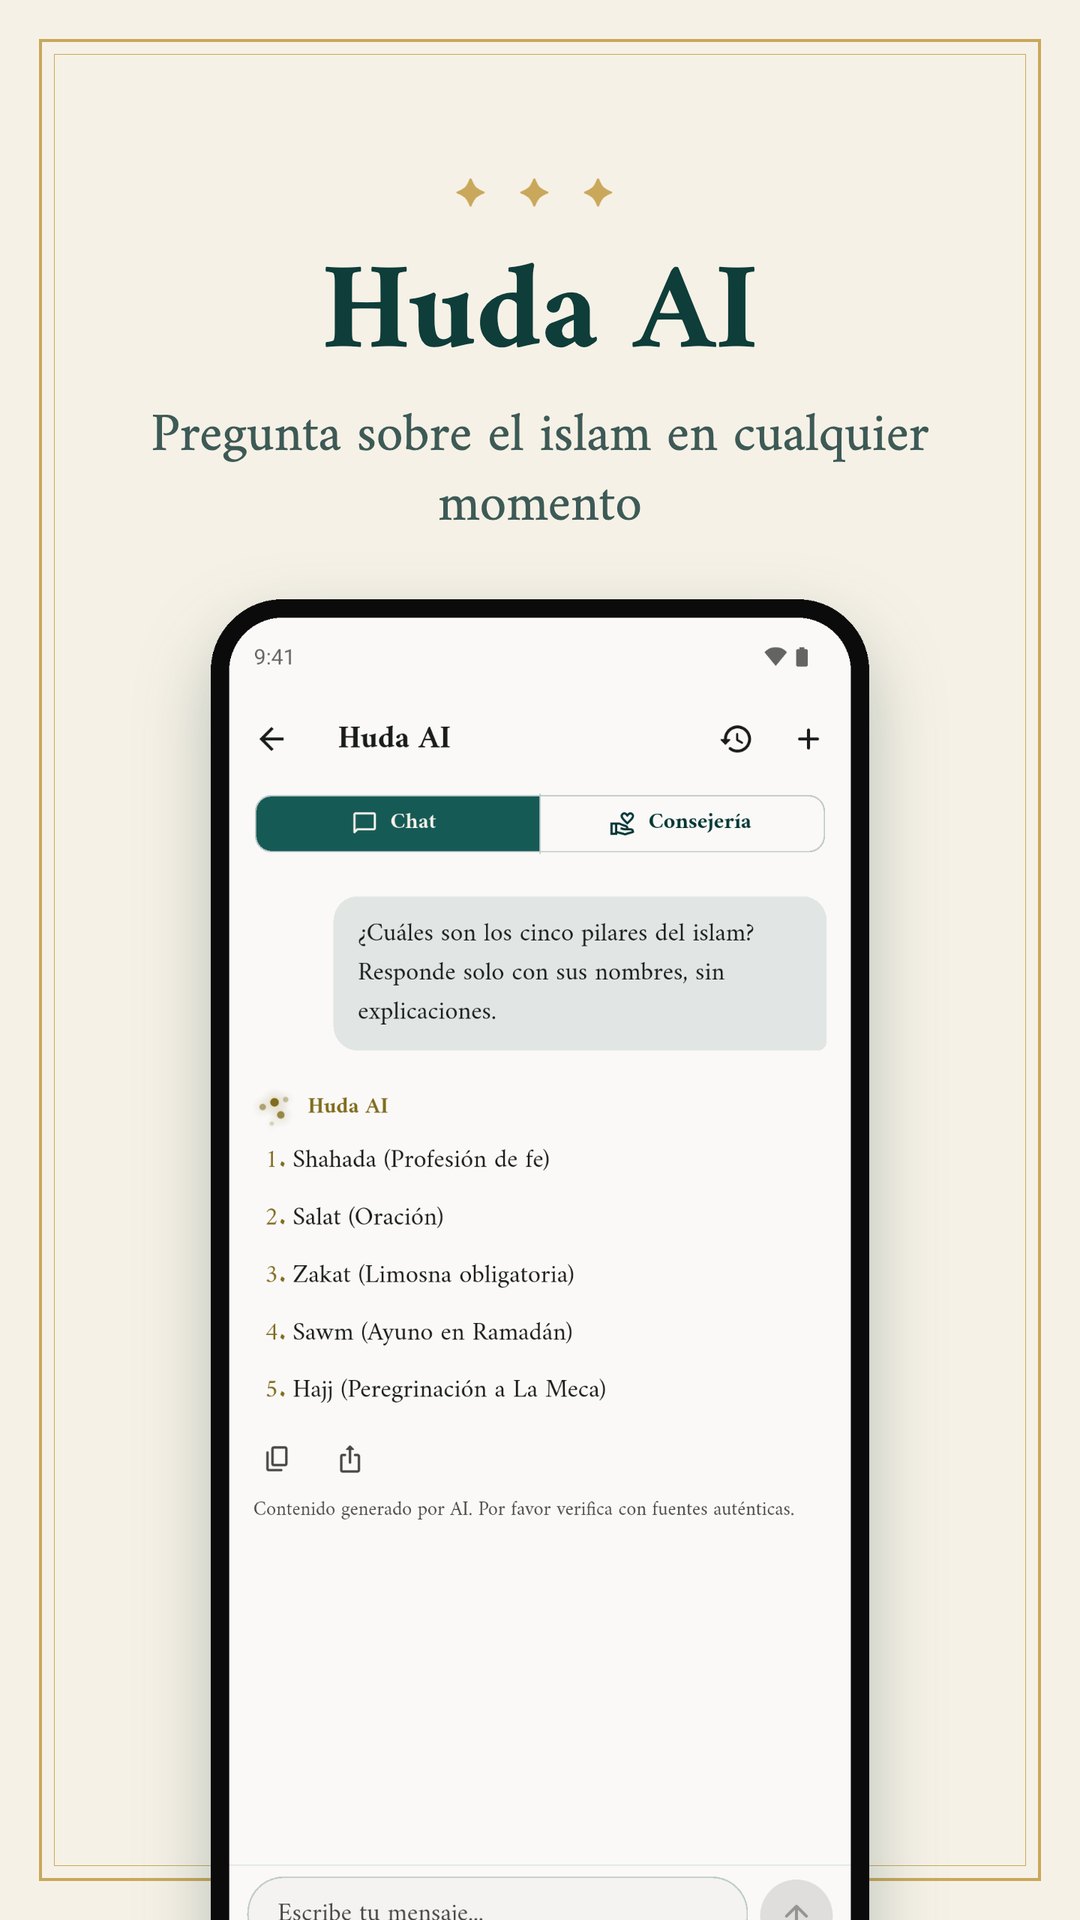 Huda AI
Pregunta sobre el islam en cualquier
momento
9:41
Huda AI
Chat
Consejería
¿Cuáles son los cinco pilares del islam?
Responde solo con sus nombres, sin
explicaciones.
Huda AI
1. Shahada (Profesión de fe)
2. Salat (Oración)
3. Zakat (Limosna obligatoria)
4. Sawm (Ayuno en Ramadán)
5. Hajj (Peregrinación a La Meca)
Contenido generado por AI. Por favor verifica con fuentes auténticas.
Escribe tu mensaje...